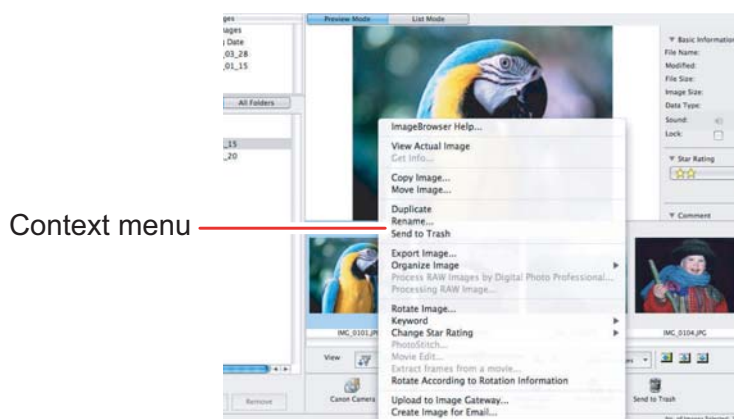 Preview Mode
List Mode
Date
_03_28
_01_15
All Folders
_15
_20
Basic Information
File Name:
Modified:
File Size:
Image Size:
Data Type:
Sound:
Lock:
Star Rating
Comment
Context menu
ImageBrowser Help...
View Actual Image
Get Info...
Copy Image...
Move Image...
Duplicate
Rename...
Send to Trash
Export Image...
Organize Image
Process RAW Images by Digital Photo Professional...
Processing RAW Image...
Rotate Image...
Keyword
Change Star Rating
PhotoStitch...
Movie Edit...
Extract frames from a movie...
Rotate According to Rotation Information
Upload to Image Gateway...
Create Image for Email...
IMG_0101.JPG
IMG_0104.JPG
View
Remove
Canon Camera
Send to Trash